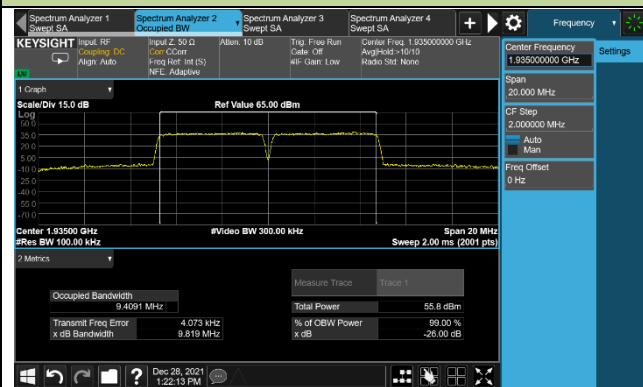 Spectrum Analyzer 1
Swept SA
Spectrum Analyzer 2
Occupied BW
Spectrum Analyzer 3
Swept SA
Spectrum Analyzer 4
Swept SA
Frequency
KEYSIGHT
Input: RF
Coupling: DC
Align: Auto
Input Z: 50 Ω
Corr CCorr
Freq Ref: Int (S)
NFE: Adaptive
Atten: 10 dB
Trig: Free Run
Gate: Off
#IF Gain: Low
Center Freq: 1.935000000 GHz
Avg|Hold:>10/10
Radio Std: None
Center Frequency
1.935000000 GHz
Settings
Span
20.000 MHz
CF Step
2.000000 MHz
Auto
Man
Freq Offset
0 Hz
1 Graph
Scale/Div 15.0 dB
Ref Value 65.00 dBm
Log
50.0
35.0
20.0
5.00
-10.0
-25.0
-40.0
-55.0
-70.0
Center 1.93500 GHz
#Video BW 300.00 kHz
Span 20 MHz
#Res BW 100.00 kHz
Sweep 2.00 ms (2001 pts)
2 Metrics
Measure Trace
Trace 1
Occupied Bandwidth
9.4091 MHz
Total Power
55.8 dBm
Transmit Freq Error
4.073 kHz
% of OBW Power
99.00 %
x dB Bandwidth
9.819 MHz
x dB
-26.00 dB
Dec 28, 2021
1:22:13 PM